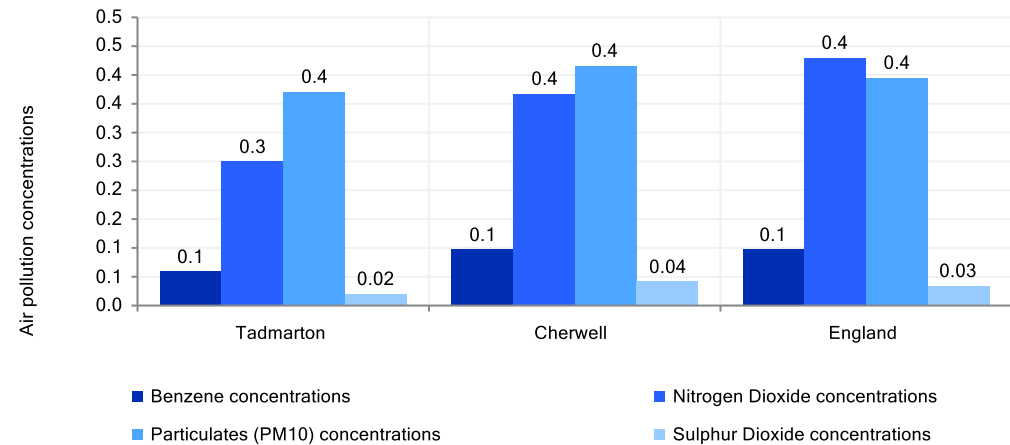 0.5
0.5
0.4
0.4
0.3
0.3
0.2
0.2
0.1
0.1
0.0
Air pollution concentrations
0.1
0.3
0.4
0.02
0.1
0.4
0.4
0.04
0.1
0.4
0.4
0.03
Tadmarton
Cherwell
England
Benzene concentrations
Nitrogen Dioxide concentrations
Particulates (PM10) concentrations
Sulphur Dioxide concentrations